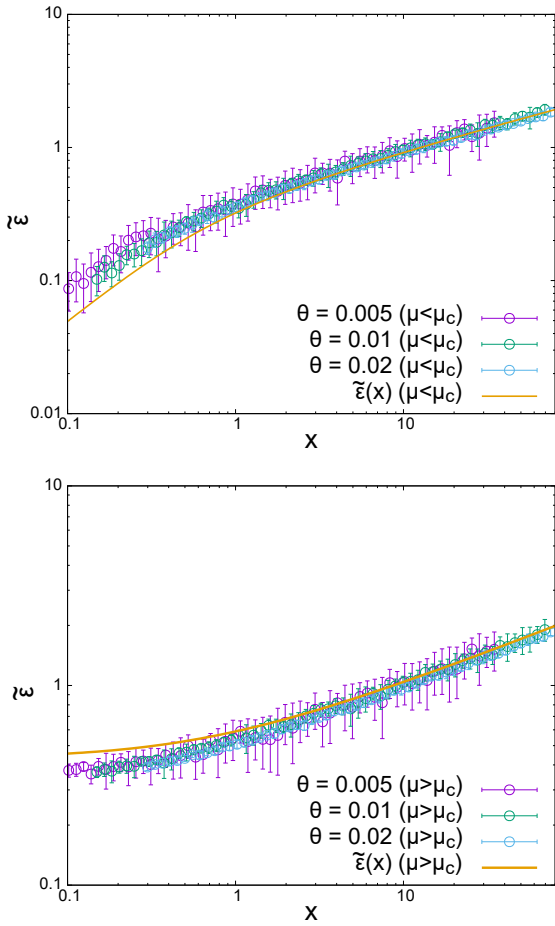 10
1
0.1
0.01
ε̃
θ = 0.005 (μ<μc)
θ = 0.01 (μ<μc)
θ = 0.02 (μ<μc)
ε̃(x) (μ<μc)
0.1
1
10
x
10
1
0.1
ε̃
θ = 0.005 (μ>μc)
θ = 0.01 (μ>μc)
θ = 0.02 (μ>μc)
ε̃(x) (μ>μc)
0.1
1
10
x